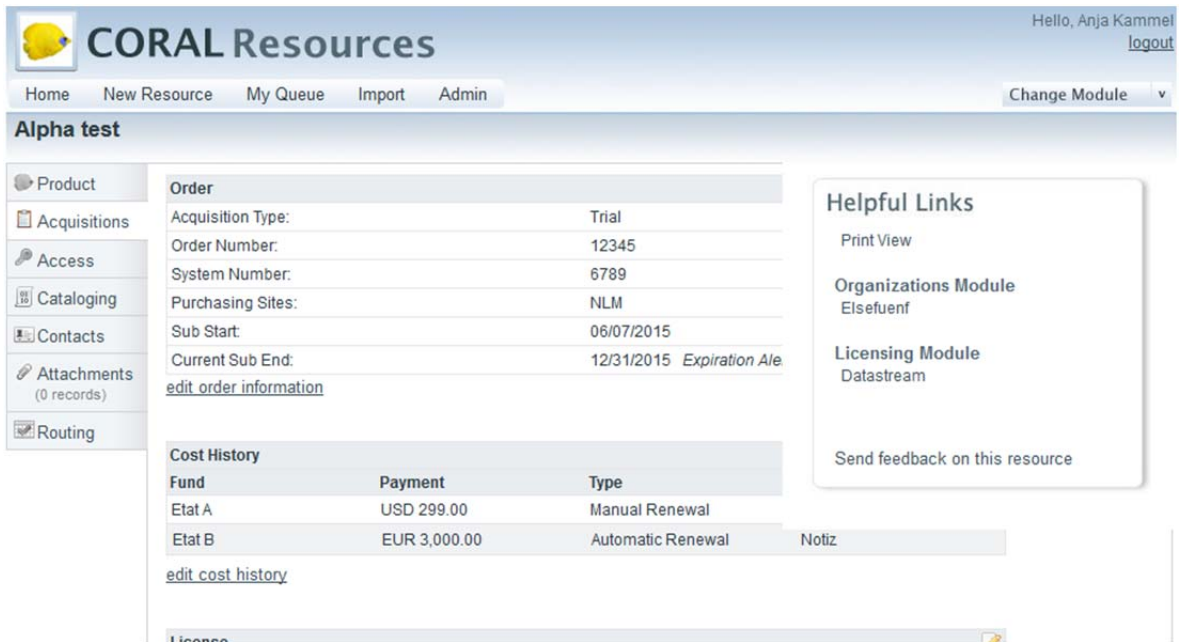 Hello, Anja Kammel
logout
CORAL Resources
Home New Resource My Queue Import Admin
Change Module v
Alpha test
Product
Acquisitions
Access
Cataloging
Contacts
Attachments
(0 records)
Routing
Order
Acquisition Type: Trial
Order Number: 12345
System Number: 6789
Purchasing Sites: NLM
Sub Start: 06/07/2015
Current Sub End: 12/31/2015 Expiration Ale
edit order information
Cost History
Fund Payment Type
Etat A USD 299.00 Manual Renewal
Etat B EUR 3,000.00 Automatic Renewal Notiz
edit cost history
License
Helpful Links
Print View
Organizations Module
Elsefuenf
Licensing Module
Datastream
Send feedback on this resource